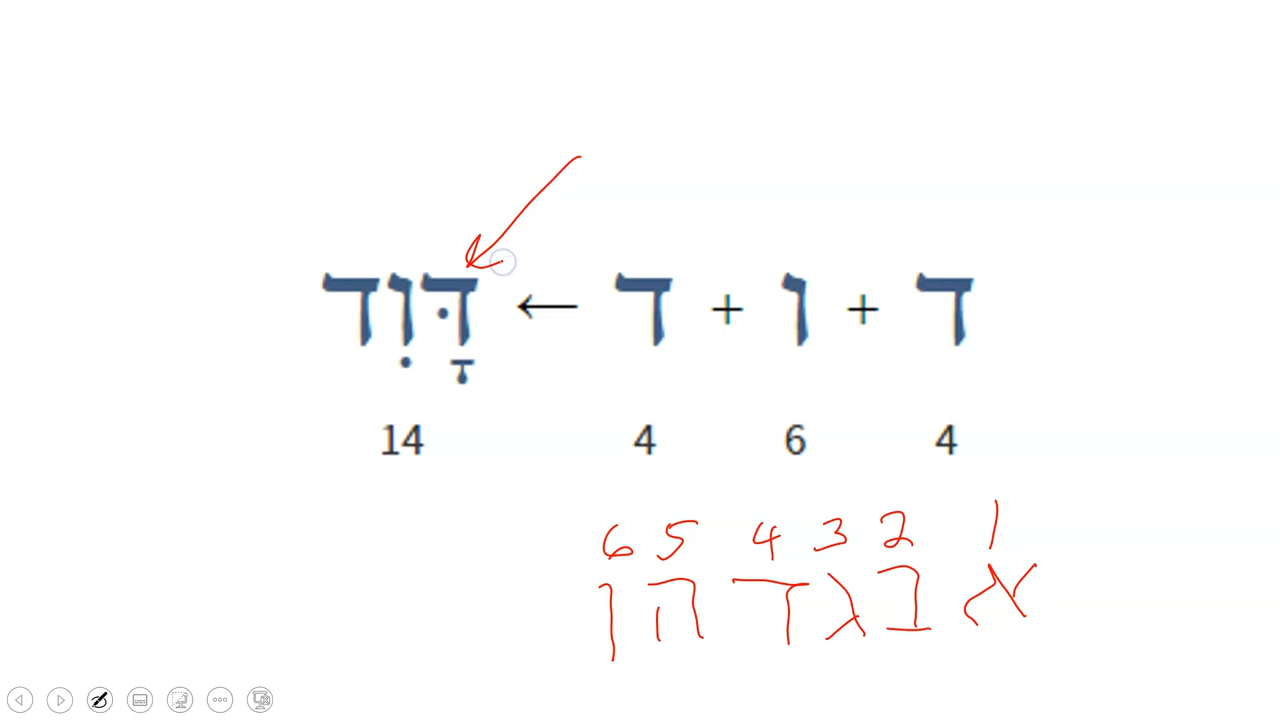 דָּוִד ← ד + ו + ד
14 4 6 4
6 5 4 3 2 1
א ב ג ד ה ו